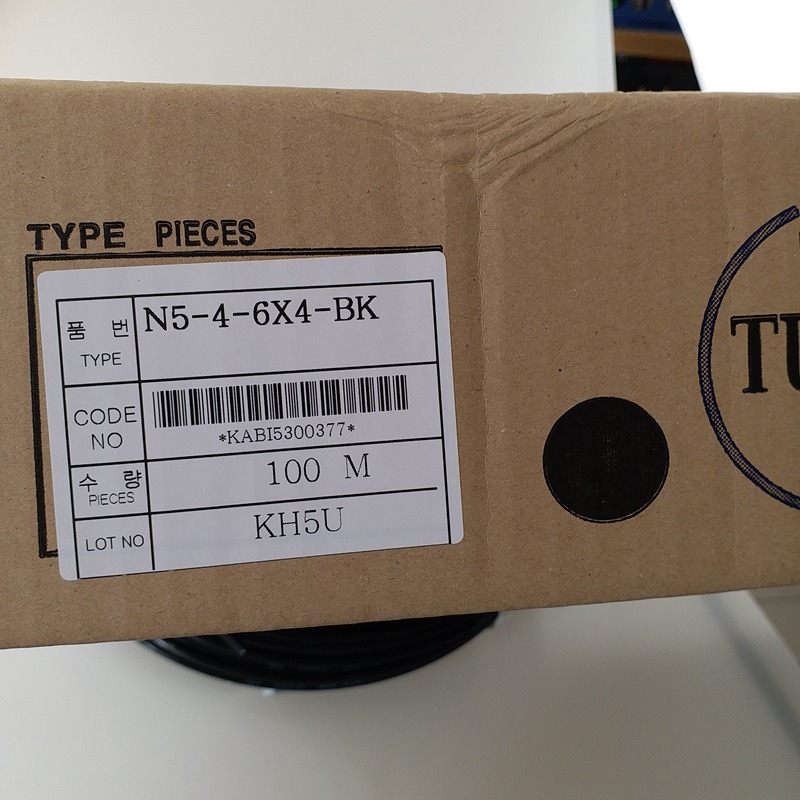 TYPE PIECES
품 번
TYPE
N5-4-6X4-BK
CODE NO
*KABI5300377*
수 량
PIECES
100 M
LOT NO
KH5U